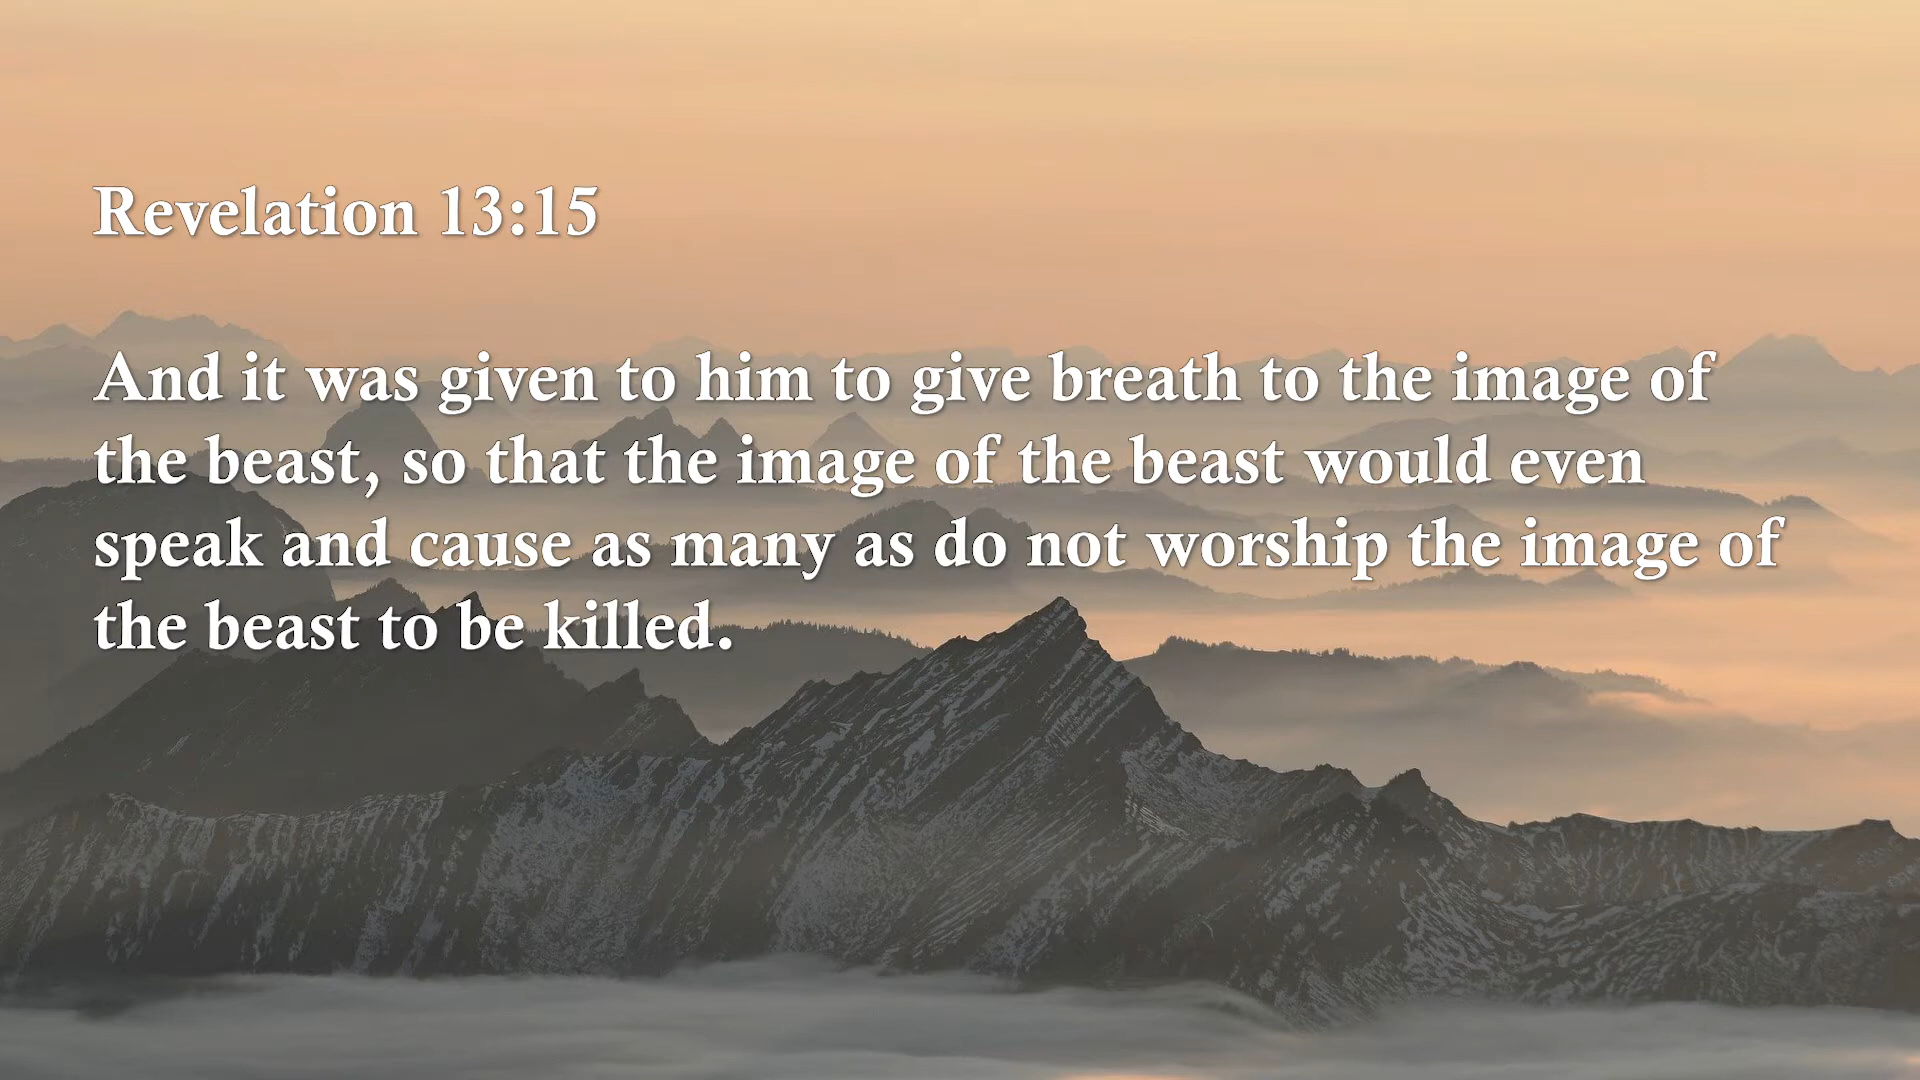 Revelation 13:15
And it was given to him to give breath to the image of
the beast, so that the image of the beast would even
speak and cause as many as do not worship the image of
the beast to be killed.